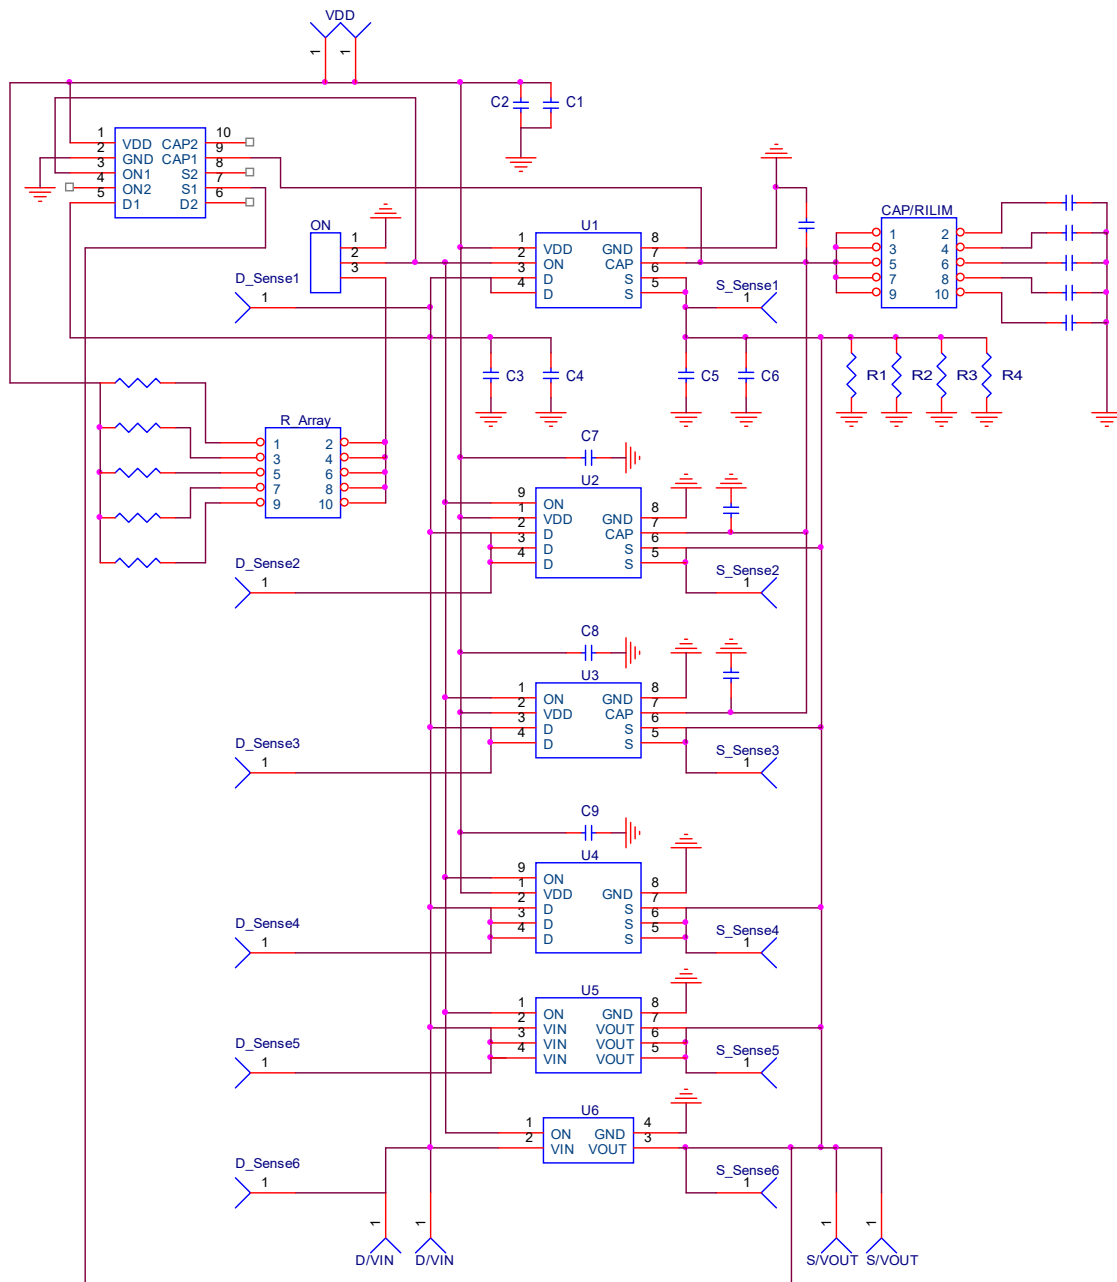 VDD
1 1
C2 C1
1 VDD CAP2 10
2 GND CAP1 9
3 ON1 S2 8
4 ON2 S1 7
5 D1 D2 6
ON
1
2
3
U1
1 VDD GND 8
2 ON CAP 7
3 D S 6
4 D S 5
CAP/RILIM
1 2
3 4
5 6
7 8
9 10
D_Sense1
1
S_Sense1
1
C3 C4 C5 C6 R1 R2 R3 R4
R_Array
1 2
3 4
5 6
7 8
9 10
C7
U2
9 ON
1 VDD GND 8
2 D CAP 7
3 D S 6
4 D S 5
D_Sense2
1
S_Sense2
1
C8
U3
1 ON GND 8
2 VDD CAP 7
3 D S 6
4 D S 5
D_Sense3
1
S_Sense3
1
C9
U4
9 ON
1 VDD GND 8
2 D S 7
3 D S 6
4 D S 5
D_Sense4
1
S_Sense4
1
U5
1 ON GND 8
2 VIN VOUT 7
3 VIN VOUT 6
4 VIN VOUT 5
D_Sense5
1
S_Sense5
1
U6
1 ON GND 4
2 VIN VOUT 3
D_Sense6
1
S_Sense6
1
1 1 1 1
D/VIN D/VIN S/VOUT S/VOUT